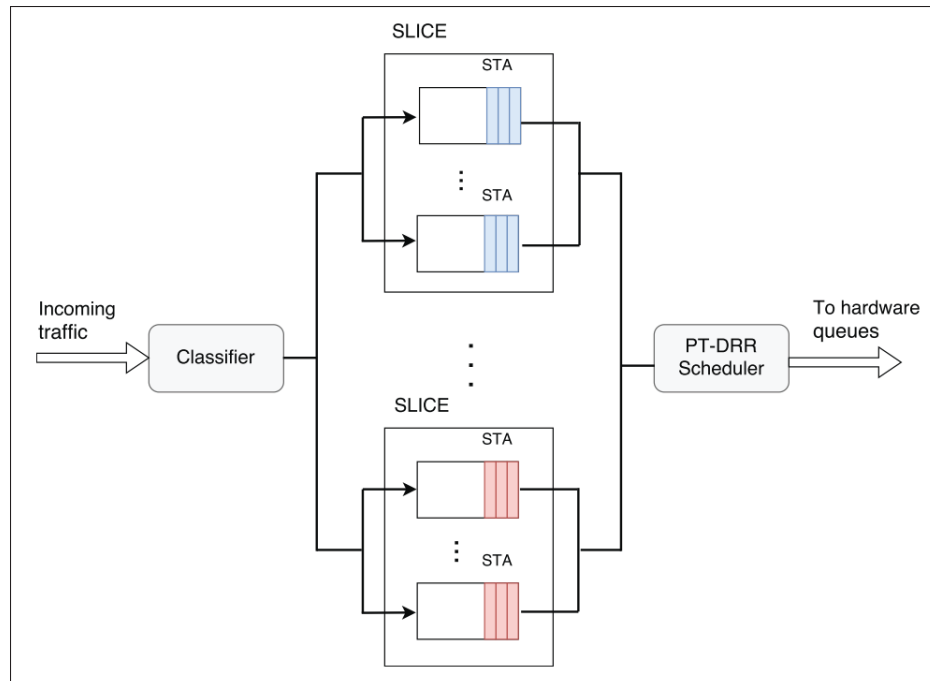 SLICE
STA
STA
Incoming
traffic
Classifier
PT-DRR
Scheduler
To hardware
queues
SLICE
STA
STA